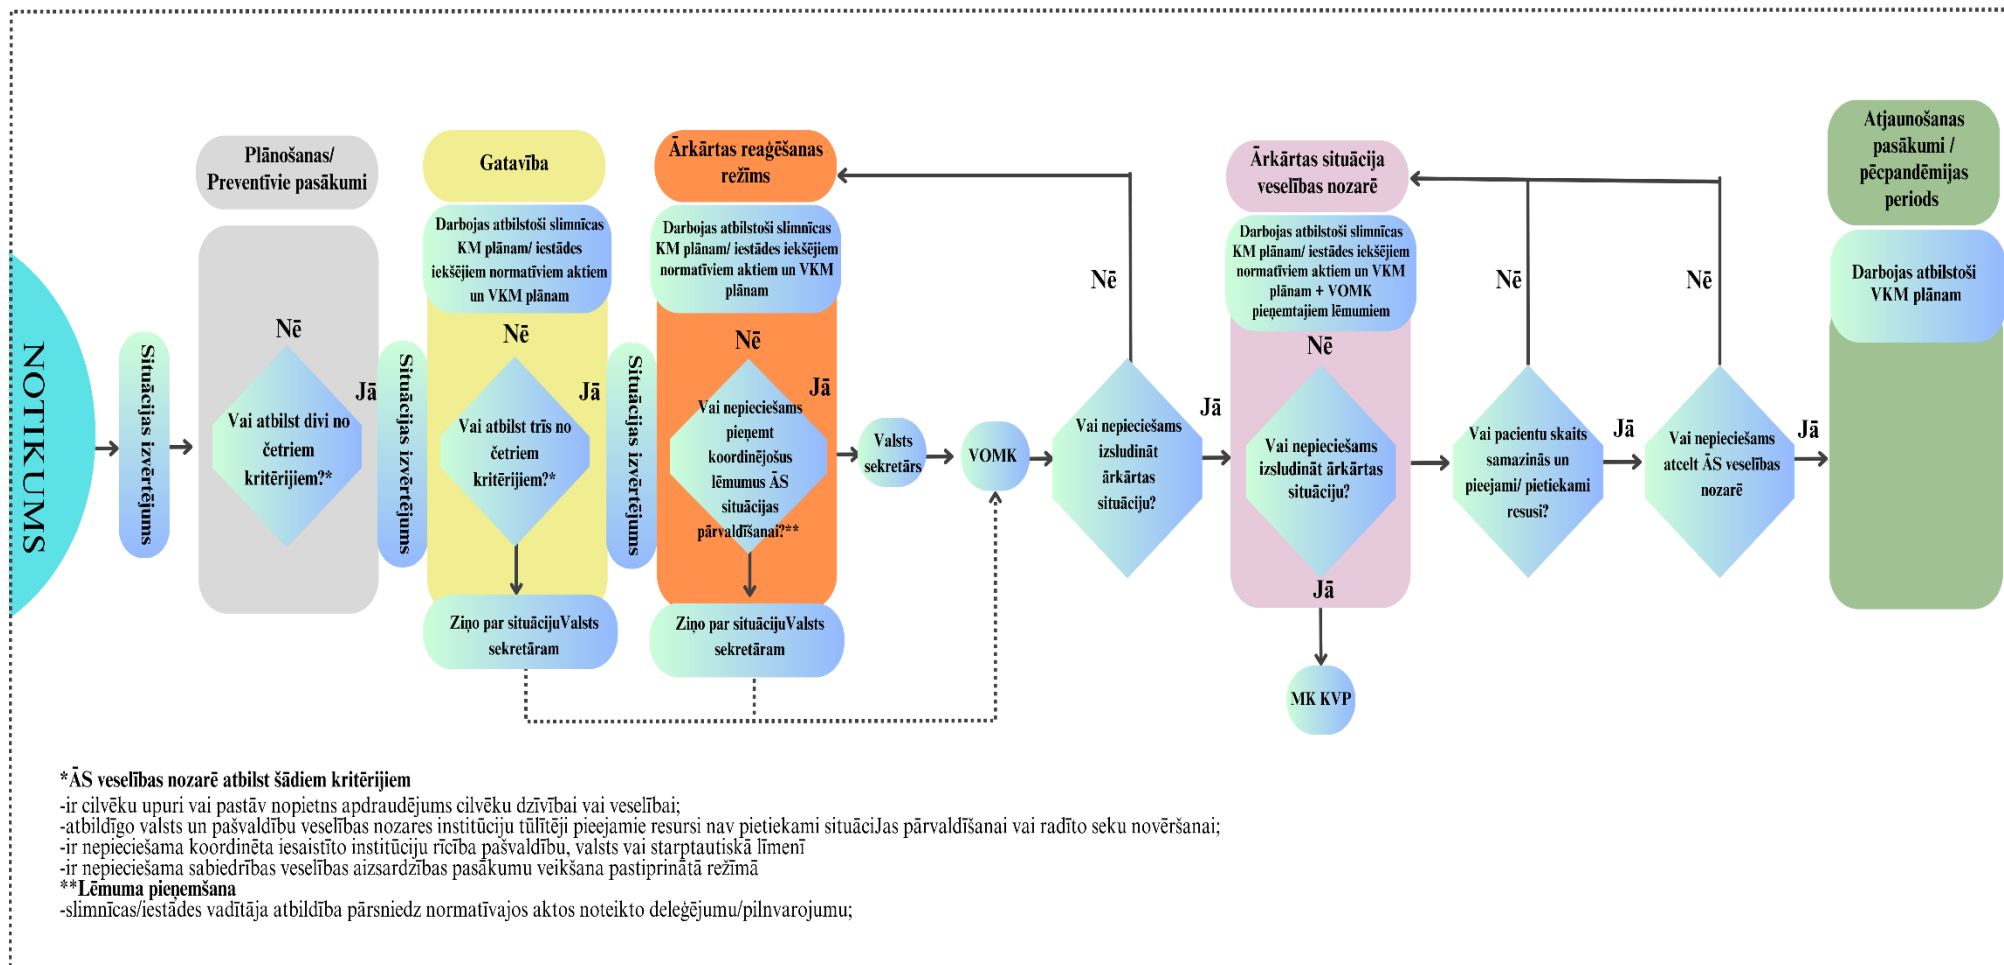 NOTIKUMS
Situācijas izvērtējums
Plānošanas/
Preventīvie pasākumi
Nē
Vai atbilst divi no
četriem
kritērijiem?*
Jā
Situācijas izvērtējums
Gatavība
Darbojas atbilstoši slimnīcas
KM plānam/ iestādes
iekšējiem normatīviem aktiem
un VKM plānam
Nē
Vai atbilst trīs no
četriem
kritērijiem?*
Jā
Ziņo par situācijuValsts
sekretāram
Situācijas izvērtējums
Ārkārtas reaģēšanas
režīms
Darbojas atbilstoši slimnīcas
KM plānam/ iestādes iekšējiem
normatīviem aktiem un VKM
plānam
Nē
Jā
Vai nepieciešams
pieņemt
koordinējošus
lēmumus ĀS
situācijas
pārvaldīšanai?**
Ziņo par situācijuValsts
sekretāram
Valsts
sekretārs
VOMK
Nē
Vai nepieciešams
izsludināt
ārkārtas
situāciju?
Jā
Ārkārtas situācija
veselības nozarē
Darbojas atbilstoši slimnīcas
KM plānam/ iestādes iekšējiem
normatīviem aktiem un VKM
plānam + VOMK
pieņemtajiem lēmumiem
Nē
Vai nepieciešams
izsludināt ārkārtas
situāciju?
Jā
MK KVP
Nē
Vai pacientu skaits
samazinās un
pieejami/ pietiekami
resusi?
Jā
Nē
Vai nepieciešams
atcelt ĀS veselības
nozarē
Jā
Atjaunošanas
pasākumi /
pēcpandēmijas
periods
Darbojas atbilstoši
VKM plānam
*ĀS veselības nozarē atbilst šādiem kritērijiem
-ir cilvēku upuri vai pastāv nopietns apdraudējums cilvēku dzīvībai vai veselībai;
-atbildīgo valsts un pašvaldību veselības nozares institūciju tūlītēji pieejamie resursi nav pietiekami situāciJas pārvaldīšanai vai radīto seku novēršanai;
-ir nepieciešama koordinēta iesaistīto institūciju rīcība pašvaldību, valsts vai starptautiskā līmenī
-ir nepieciešama sabiedrības veselības aizsardzības pasākumu veikšana pastiprinātā režīmā
**Lēmuma pieņemšana
-slimnīcas/iestādes vadītāja atbildība pārsniedz normatīvajos aktos noteikto deleģējumu/pilnvarojumu;